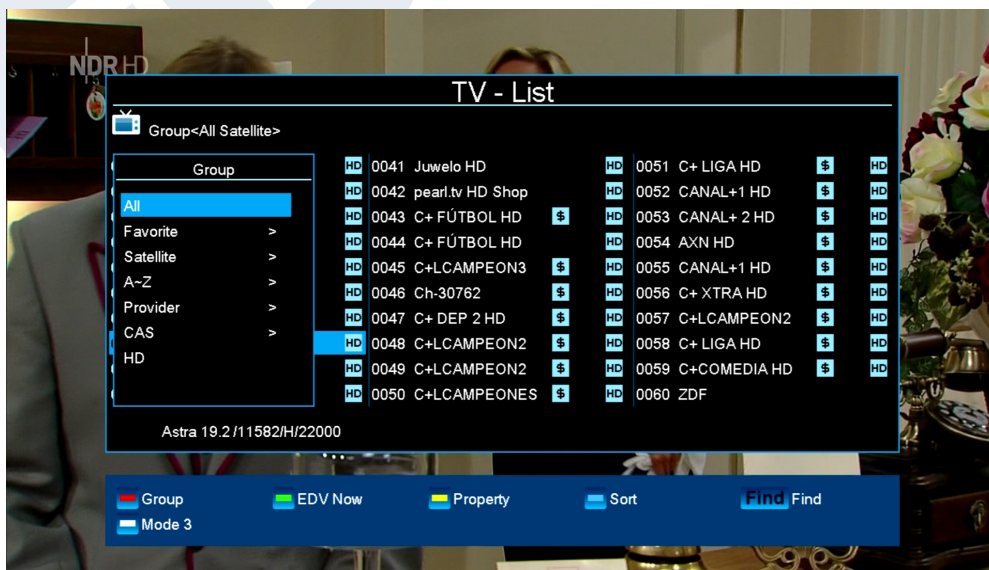 NDR HD
TV - List
Group<All Satellite>
Group
All
Favorite >
Satellite >
A~Z >
Provider >
CAS >
HD
HD 0041 Juwelo HD HD
HD 0042 pearl.tv HD Shop HD
HD 0043 C+ FÚTBOL HD $ HD
HD 0044 C+ FÚTBOL HD HD
HD 0045 C+LCAMPEON3 $ HD
HD 0046 Ch-30762 $ HD
HD 0047 C+ DEP 2 HD $ HD
HD 0048 C+LCAMPEON2 $ HD
HD 0049 C+LCAMPEON2 $ HD
HD 0050 C+LCAMPEONES $ HD
0051 C+ LIGA HD $ HD
0052 CANAL+1 HD $ HD
0053 CANAL+ 2 HD $ HD
0054 AXN HD $ HD
0055 CANAL+1 HD $ HD
0056 C+ XTRA HD $ HD
0057 C+LCAMPEON2 $ HD
0058 C+ LIGA HD $ HD
0059 C+COMEDIA HD $ HD
0060 ZDF
Astra 19.2 /11582/H/22000
Group
EDV Now
Property
Sort
Find Find
Mode 3